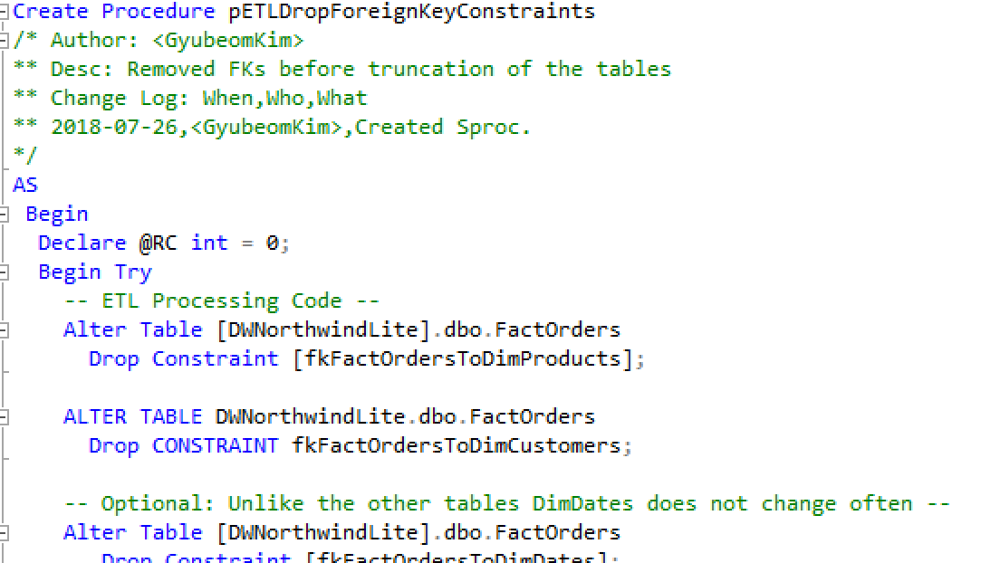 Create Procedure pETLDropForeignKeyConstraints
/* Author: <GyubeomKim>
** Desc: Removed FKs before truncation of the tables
** Change Log: When,Who,What
** 2018-07-26,<GyubeomKim>,Created Sproc.
*/
AS
Begin
Declare @RC int = 0;
Begin Try
-- ETL Processing Code --
Alter Table [DWNorthwindLite].dbo.FactOrders
Drop Constraint [fkFactOrdersToDimProducts];
ALTER TABLE DWNorthwindLite.dbo.FactOrders
Drop CONSTRAINT fkFactOrdersToDimCustomers;
-- Optional: Unlike the other tables DimDates does not change often --
Alter Table [DWNorthwindLite].dbo.FactOrders
Drop Constraint [fkFactOrdersToDimDates];